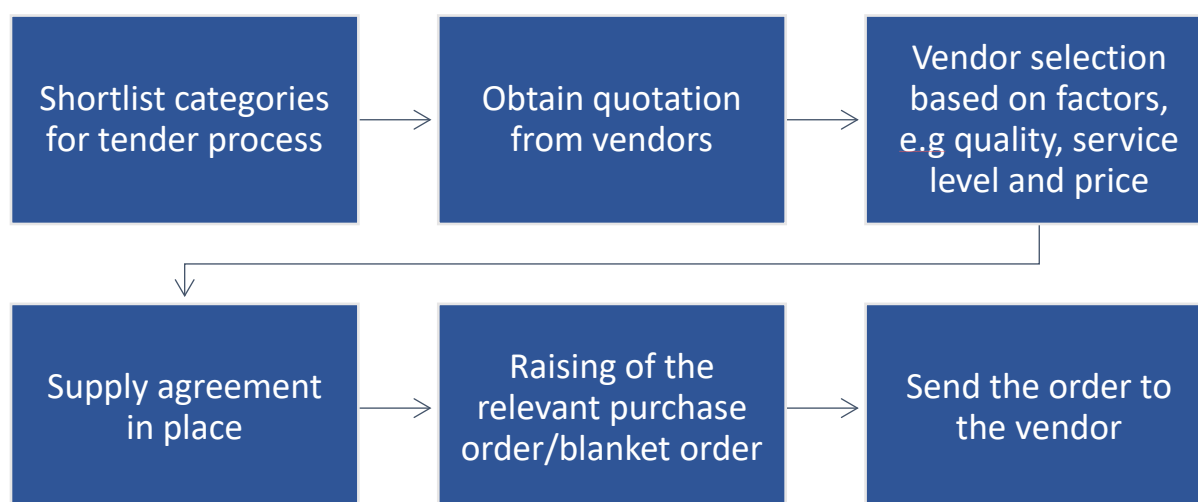 Shortlist categories
for tender process
Obtain quotation
from vendors
Vendor selection
based on factors,
e.g quality, service
level and price
Supply agreement
in place
Raising of the
relevant purchase
order/blanket order
Send the order to
the vendor